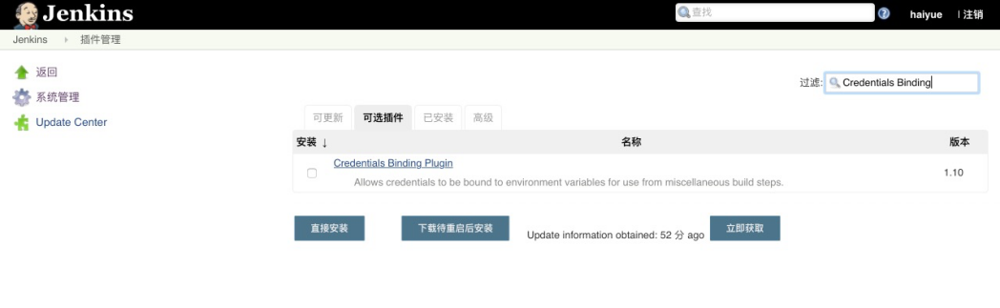 Jenkins
查找
haiyue
注销
Jenkins 插件管理
返回
系统管理
Update Center
过滤: Credentials Binding
可更新 可选插件 已安装 高级
安装 ↓ 名称 版本
Credentials Binding Plugin
1.10
Allows credentials to be bound to environment variables for use from miscellaneous build steps.
直接安装 下载待重启后安装 Update information obtained: 52 分 ago 立即获取